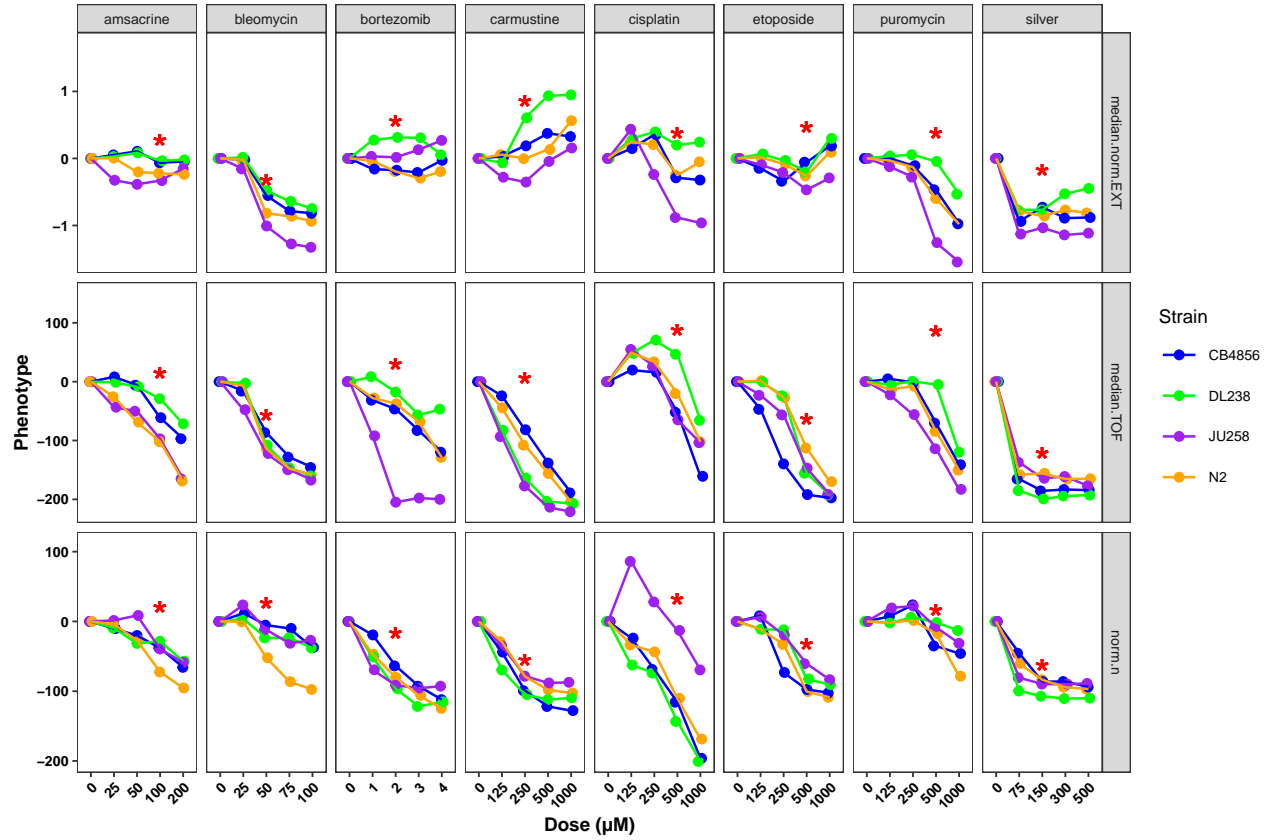 amsacrine bleomycin bortezomib carmustine cisplatin etoposide puromycin silver
1
0
−1
median.norm.EXT
100
0
−100
−200
median.TOF
100
0
−100
−200
norm.n
Phenotype
* * * * * * * *
* * * * * * * *
* * * * * * * *
0 25 50 100 200 0 25 50 75 100 0 1 2 3 4 0 125 250 500 1000 0 125 250 500 1000 0 125 250 500 1000 0 125 250 500 1000 0 75 150 300 500
Dose (μM)
Strain
CB4856
DL238
JU258
N2